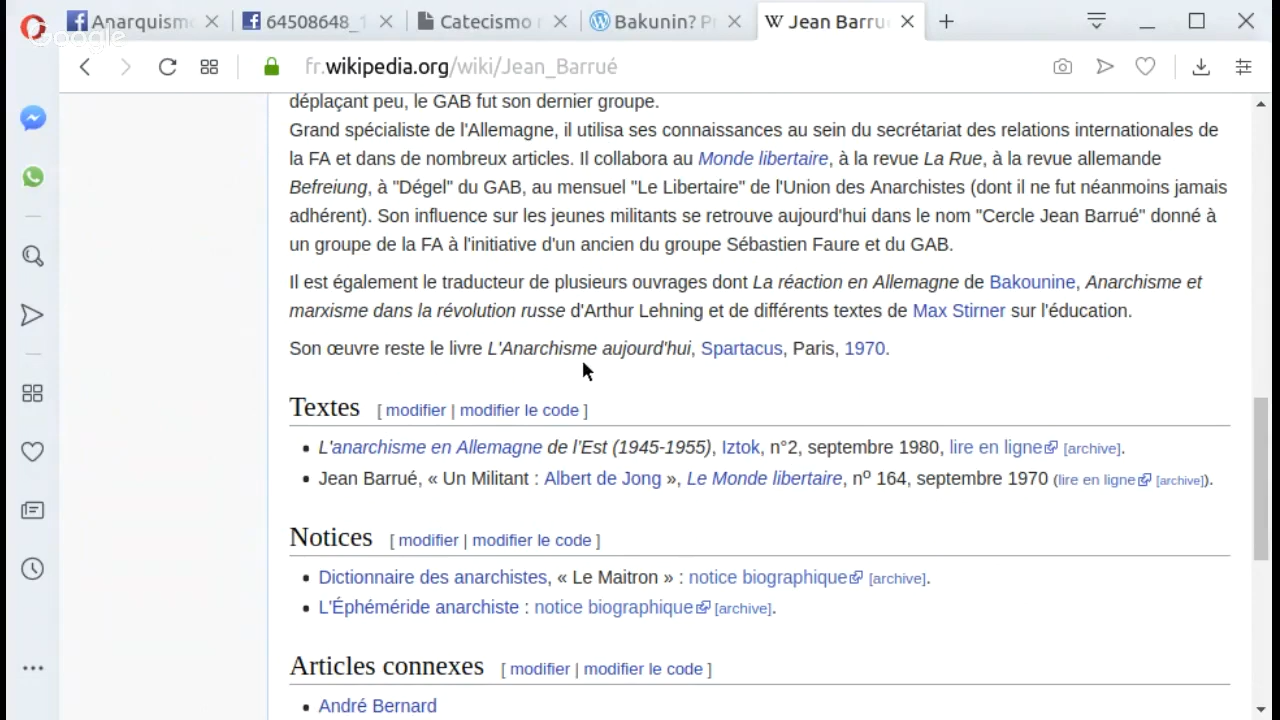 Anarquism
64508648_1
Catecismo r
Bakunin? Pr
Jean Barrué
Google
fr.wikipedia.org/wiki/Jean_Barrué
déplaçant peu, le GAB fut son dernier groupe.
Grand spécialiste de l'Allemagne, il utilisa ses connaissances au sein du secrétariat des relations internationales de
la FA et dans de nombreux articles. Il collabora au Monde libertaire, à la revue La Rue, à la revue allemande
Befreiung, à "Dégel" du GAB, au mensuel "Le Libertaire" de l'Union des Anarchistes (dont il ne fut néanmoins jamais
adhérent). Son influence sur les jeunes militants se retrouve aujourd'hui dans le nom "Cercle Jean Barrué" donné à
un groupe de la FA à l'initiative d'un ancien du groupe Sébastien Faure et du GAB.
Il est également le traducteur de plusieurs ouvrages dont La réaction en Allemagne de Bakounine, Anarchisme et
marxisme dans la révolution russe d'Arthur Lehning et de différents textes de Max Stirner sur l'éducation.
Son œuvre reste le livre L'Anarchisme aujourd'hui, Spartacus, Paris, 1970.
Textes [ modifier | modifier le code ]
L'anarchisme en Allemagne de l'Est (1945-1955), Iztok, n°2, septembre 1980, lire en ligne [archive].
Jean Barrué, « Un Militant : Albert de Jong », Le Monde libertaire, nº 164, septembre 1970 (lire en ligne [archive]).
Notices [ modifier | modifier le code ]
Dictionnaire des anarchistes, « Le Maitron » : notice biographique [archive].
L'Éphéméride anarchiste : notice biographique [archive].
Articles connexes [ modifier | modifier le code ]
André Bernard